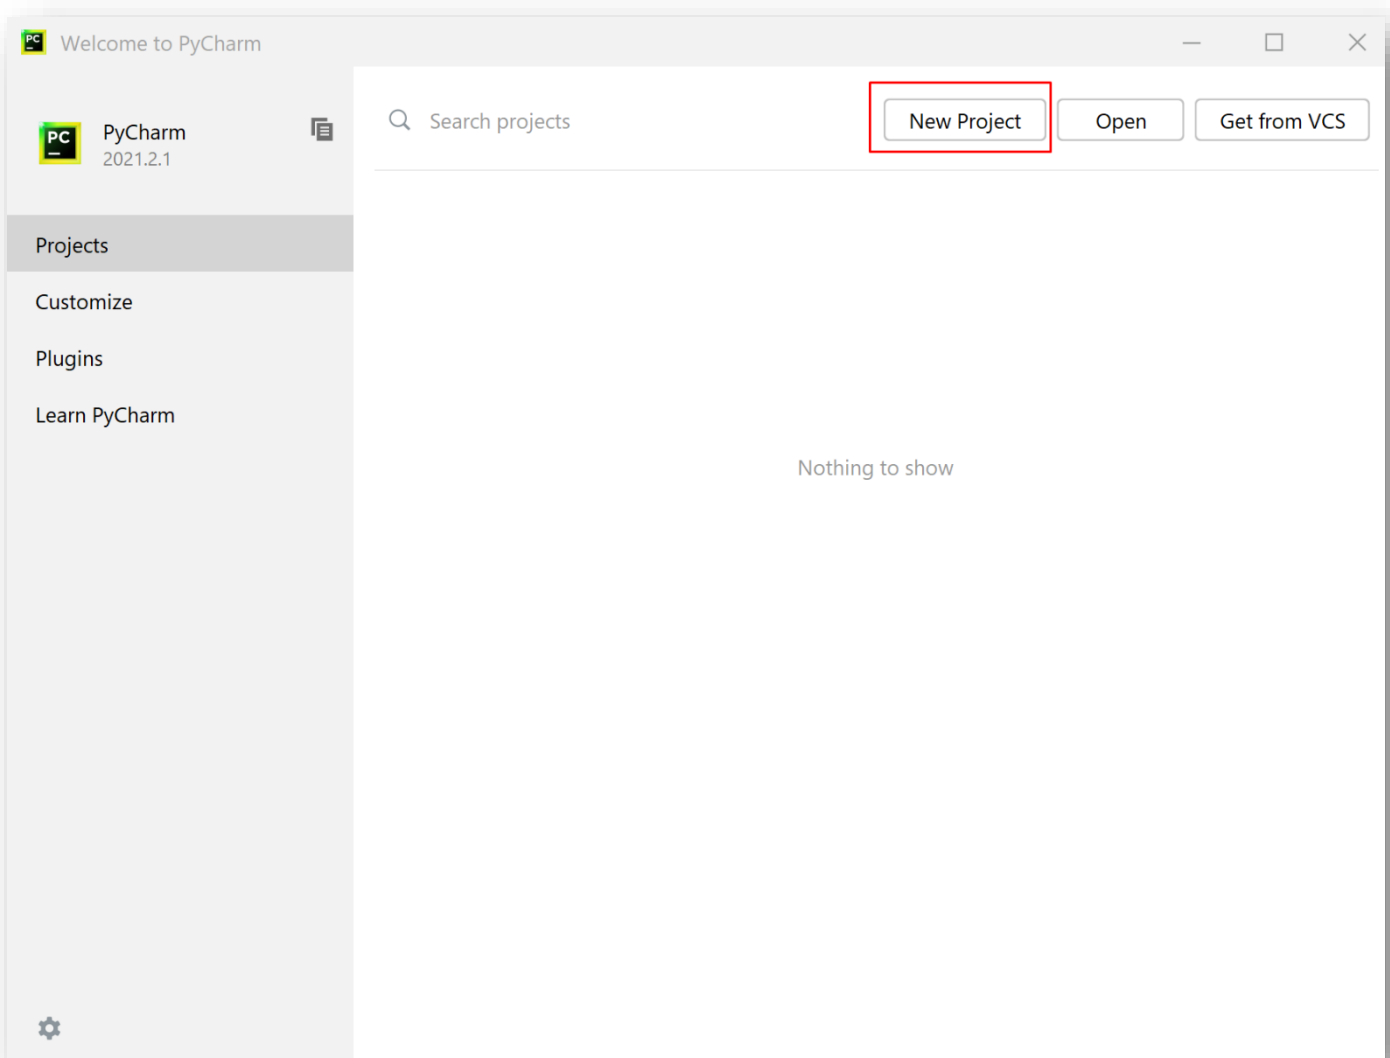 PC Welcome to PyCharm
PC
PyCharm
2021.2.1
Search projects
New Project
Open
Get from VCS
Projects
Customize
Plugins
Learn PyCharm
Nothing to show